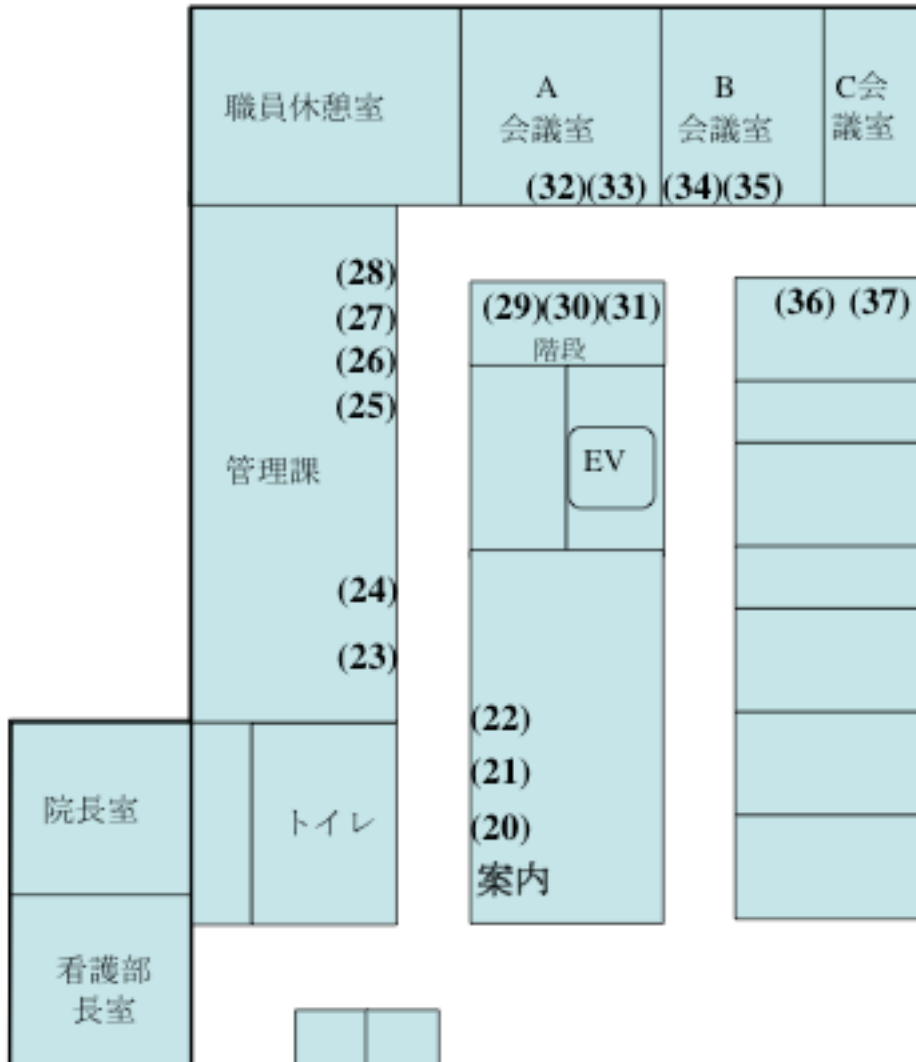 職員休憩室
A
会議室
B
会議室
C会
議室
(32)(33)
(34)(35)
(28)
(27)
(26)
(25)
管理課
(24)
(23)
(29)(30)(31)
階段
EV
(36) (37)
(22)
(21)
(20)
案内
院長室
トイレ
看護部
長室